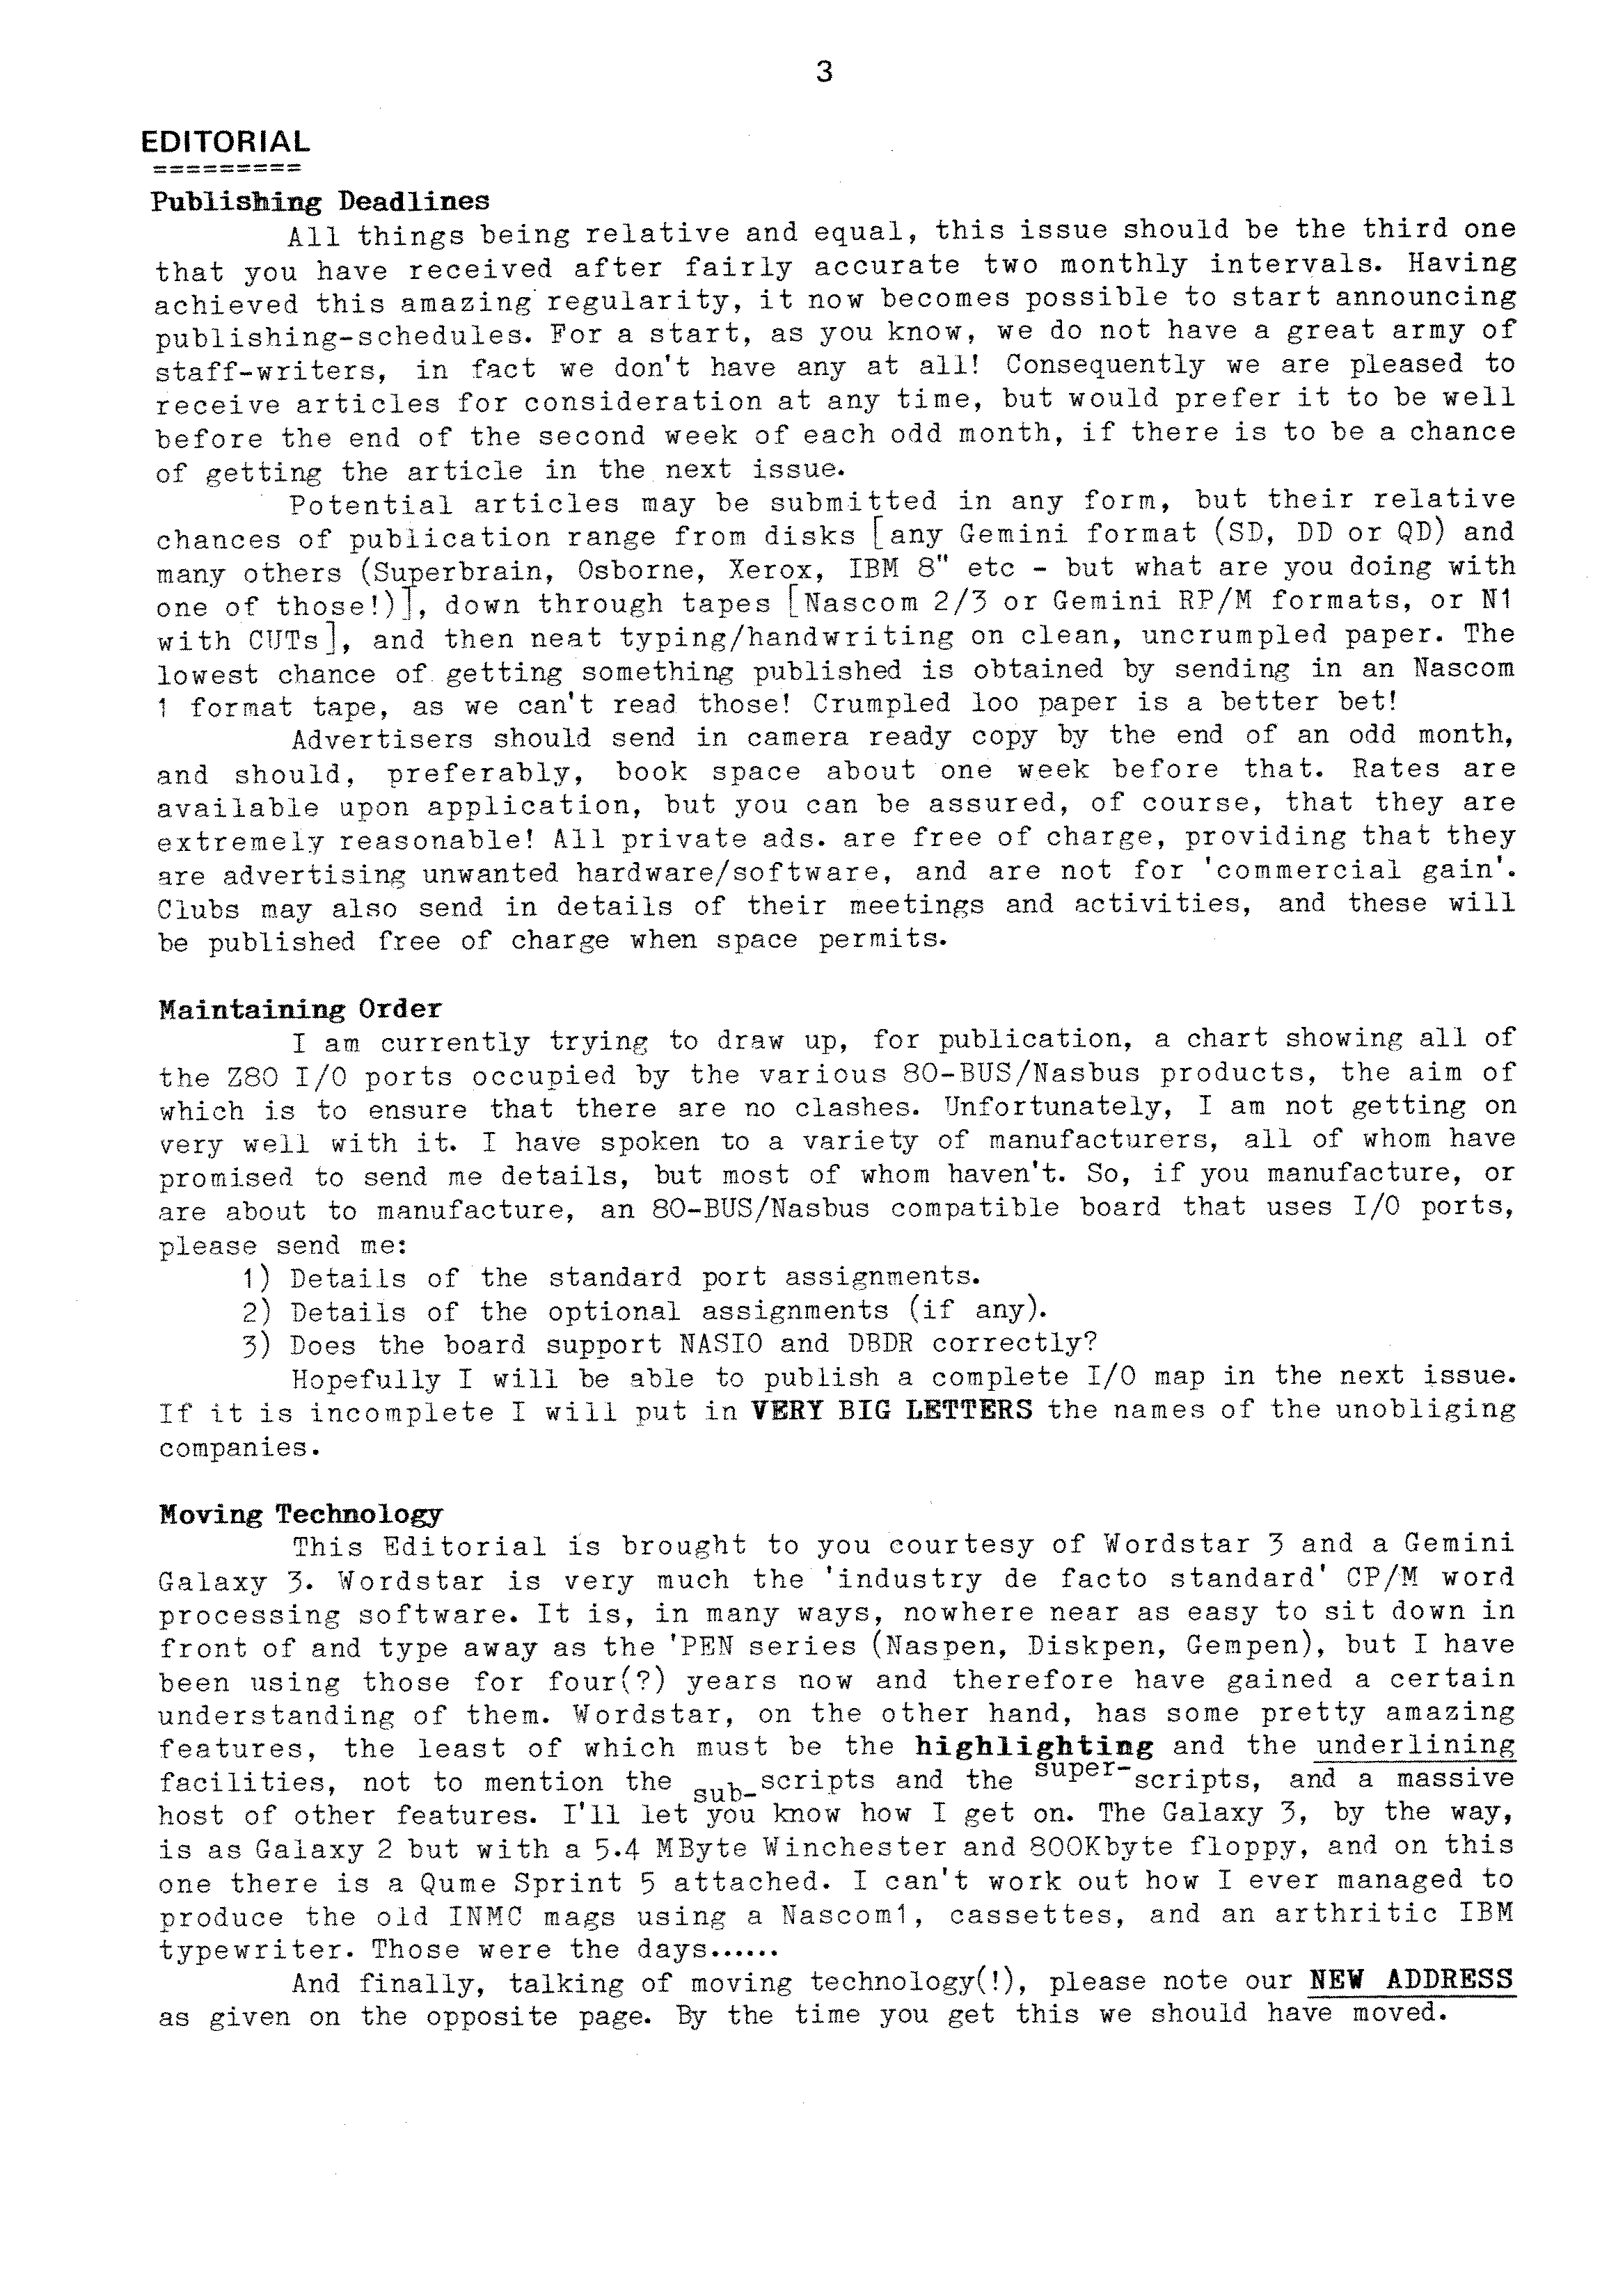 3
EDITORIAL
=========
Publishing Deadlines
All things being relative and equal, this issue should be the third one
that you have received after fairly accurate two monthly intervals. Having
achieved this amazing regularity, it now becomes possible to start announcing
publishing-schedules. For a start, as you know, we do not have a great army of
staff-writers, in fact we don't have any at all! Consequently we are pleased to
receive articles for consideration at any time, but would prefer it to be well
before the end of the second week of each odd month, if there is to be a chance
of getting the article in the next issue.
Potential articles may be submitted in any form, but their relative
chances of publication range from disks [any Gemini format (SD, DD or QD) and
many others (Superbrain, Osborne, Xerox, IBM 8" etc - but what are you doing with
one of those!)], down through tapes [Nascom 2/3 or Gemini RP/M formats, or N1
with CUTs], and then neat typing/handwriting on clean, uncrumpled paper. The
lowest chance of getting something published is obtained by sending in an Nascom
1 format tape, as we can't read those! Crumpled loo paper is a better bet!
Advertisers should send in camera ready copy by the end of an odd month,
and should, preferably, book space about one week before that. Rates are
available upon application, but you can be assured, of course, that they are
extremely reasonable! All private ads. are free of charge, providing that they
are advertising unwanted hardware/software, and are not for 'commercial gain'.
Clubs may also send in details of their meetings and activities, and these will
be published free of charge when space permits.
Maintaining Order
I am currently trying to draw up, for publication, a chart showing all of
the Z80 I/O ports occupied by the various 80-BUS/Nasbus products, the aim of
which is to ensure that there are no clashes. Unfortunately, I am not getting on
very well with it. I have spoken to a variety of manufacturers, all of whom have
promised to send me details, but most of whom haven't. So, if you manufacture, or
are about to manufacture, an 80-BUS/Nasbus compatible board that uses I/O ports,
please send me:
1) Details of the standard port assignments.
2) Details of the optional assignments (if any).
3) Does the board support NASIO and DBDR correctly?
Hopefully I will be able to publish a complete I/O map in the next issue.
If it is incomplete I will put in VERY BIG LETTERS the names of the unobliging
companies.
Moving Technology
This Editorial is brought to you courtesy of Wordstar 3 and a Gemini
Galaxy 3. Wordstar is very much the 'industry de facto standard' CP/M word
processing software. It is, in many ways, nowhere near as easy to sit down in
front of and type away as the 'PEN series (Naspen, Diskpen, Gempen), but I have
been using those for four(?) years now and therefore have gained a certain
understanding of them. Wordstar, on the other hand, has some pretty amazing
features, the least of which must be the highlighting and the underlining
facilities, not to mention the sub-scripts and the super-scripts, and a massive
host of other features. I'll let you know how I get on. The Galaxy 3, by the way,
is as Galaxy 2 but with a 5.4 MByte Winchester and 800Kbyte floppy, and on this
one there is a Qume Sprint 5 attached. I can't work out how I ever managed to
produce the old INMC mags using a Nascom1, cassettes, and an arthritic IBM
typewriter. Those were the days......
And finally, talking of moving technology(!), please note our NEW ADDRESS
as given on the opposite page. By the time you get this we should have moved.